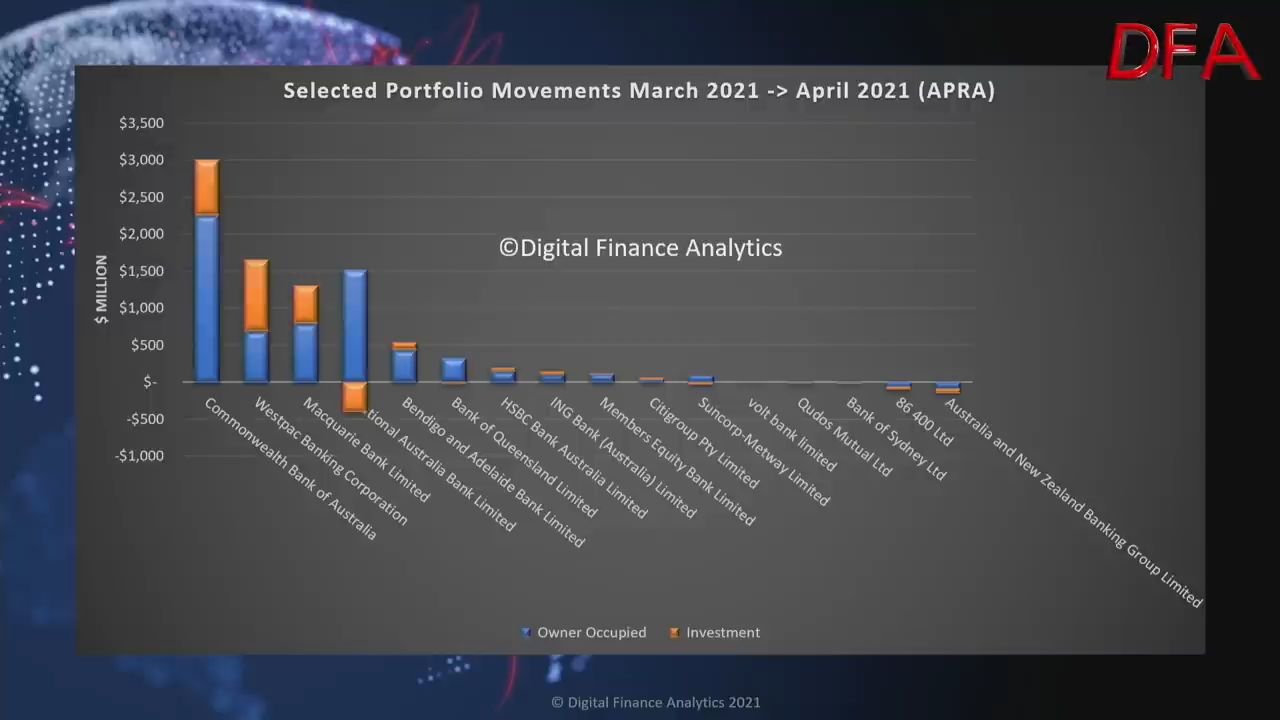 DFA
Selected Portfolio Movements March 2021 -> April 2021 (APRA)
$3,500
$3,000
$2,500
$2,000
$1,500
$1,000
$500
$-
-$500
-$1,000
$ MILLION
©Digital Finance Analytics
Commonwealth Bank of Australia
Westpac Banking Corporation
Macquarie Bank Limited
tional Australia Bank Limited
Bendigo and Adelaide Bank Limited
Bank of Queensland Limited
HSBC Bank Australia Limited
ING Bank (Australia) Limited
Members Equity Bank Limited
Citigroup Pty Limited
Suncorp-Metway Limited
volt bank limited
Qudos Mutual Ltd
Bank of Sydney Ltd
86 400 Ltd
Australia and New Zealand Banking Group Limited
Owner Occupied
Investment
© Digital Finance Analytics 2021